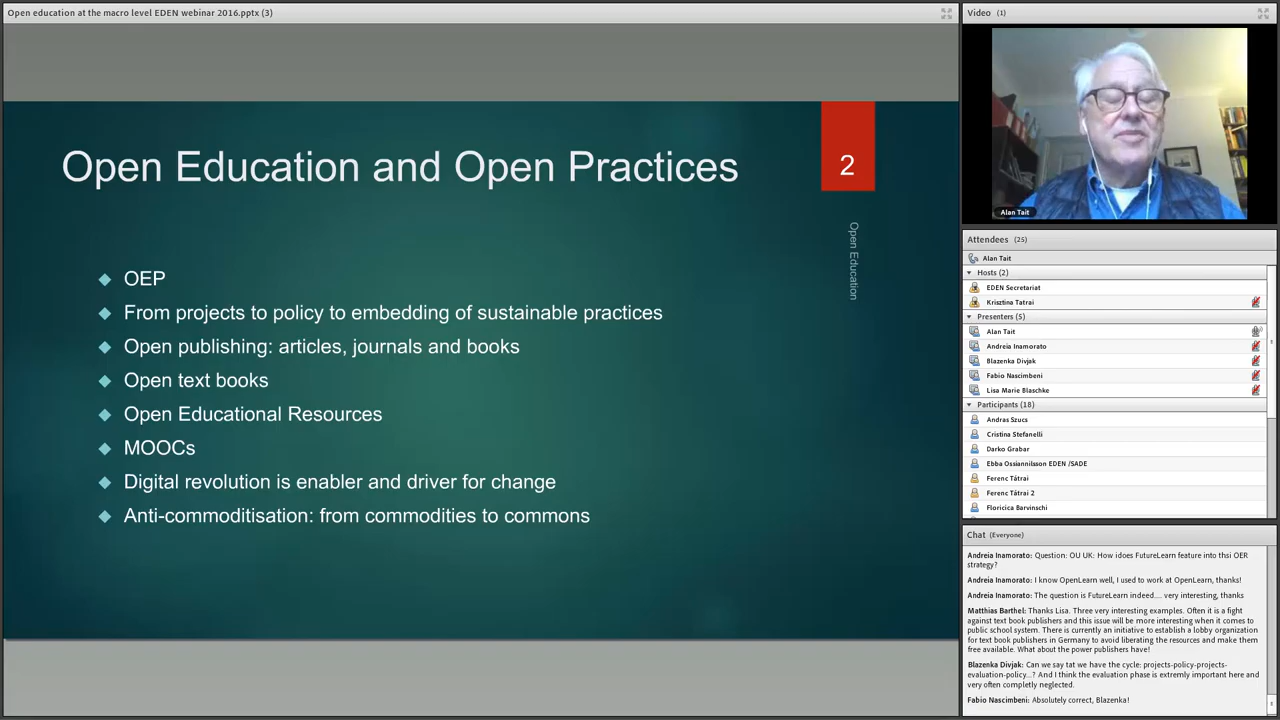 Open education at the macro level EDEN webinar 2016.pptx (3)
Open Education and Open Practices
2
Open Education
OEP
From projects to policy to embedding of sustainable practices
Open publishing: articles, journals and books
Open text books
Open Educational Resources
MOOCs
Digital revolution is enabler and driver for change
Anti-commoditisation: from commodities to commons
Video (1)
Alan Tait
Attendees (25)
Alan Tait
Hosts (2)
EDEN Secretariat
Krisztina Tatrai
Presenters (5)
Alan Tait
Andreia Inamorato
Blazenka Divjak
Fabio Nascimbeni
Lisa Marie Blaschke
Participants (18)
Andras Szucs
Cristina Stefanelli
Darko Grabar
Ebba Ossiannilsson EDEN /SADE
Ferenc Tátrai
Ferenc Tátrai 2
Floricica Barvinschi
Chat (Everyone)
Andreia Inamorato: Question: OU UK: How idoes FutureLearn feature into thsi OER
strategy?
Andreia Inamorato: I know OpenLearn well, I used to work at OpenLearn, thanks!
Andreia Inamorato: The question is FutureLearn indeed.... very interesting, thanks
Matthias Barthel: Thanks Lisa. Three very interesting examples. Often it is a fight
against text book publishers and this issue will be more interesting when it comes to
public school system. There is currently an initiative to establish a lobby organization
for text book publishers in Germany to avoid liberating the resources and make them
free available. What about the power publishers have!
Blazenka Divjak: Can we say tat we have the cycle: projects-policy-projects-
evaluation-policy...? And I think the evaluation phase is extremly important here and
very often completly neglected.
Fabio Nascimbeni: Absolutely correct, Blazenka!